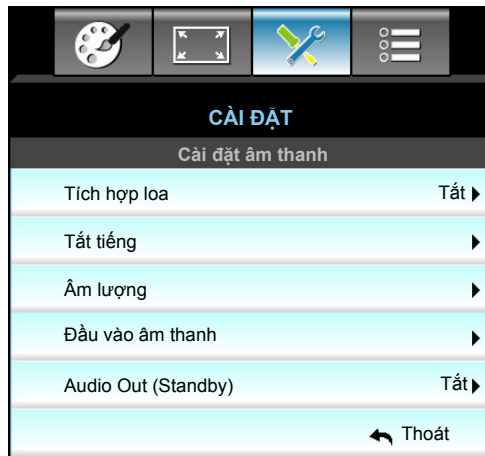 CÀI ĐẶT
Cài đặt âm thanh
Tích hợp loa Tắt
Tắt tiếng
Âm lượng
Đầu vào âm thanh
Audio Out (Standby) Tắt
Thoát